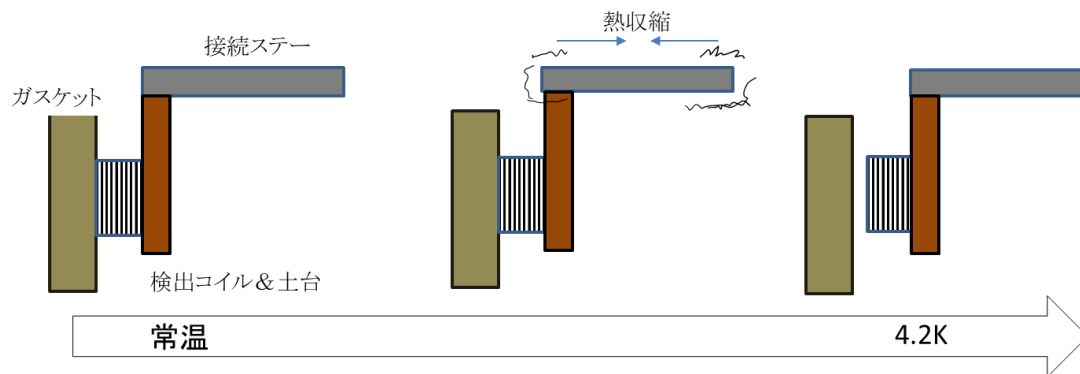 熱収縮
接続ステー
ガスケット
検出コイル＆土台
常温
4.2K